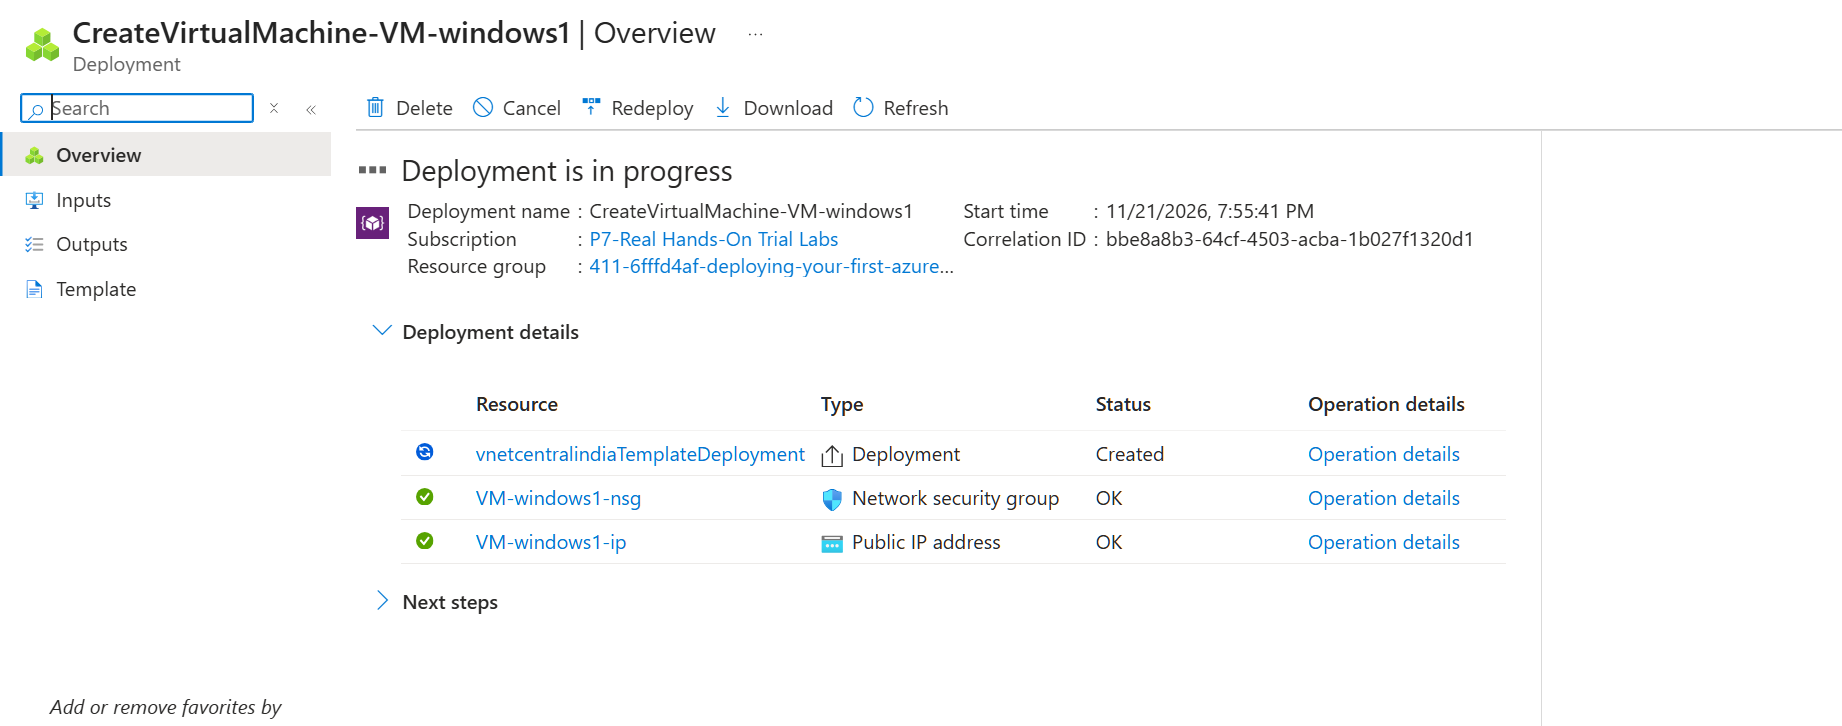 CreateVirtualMachine-VM-windows1 | Overview ...
Deployment
Search
Delete Cancel Redeploy Download Refresh
Overview
Inputs
Outputs
Template
Deployment is in progress
Deployment name : CreateVirtualMachine-VM-windows1
Subscription : P7-Real Hands-On Trial Labs
Resource group : 411-6fffd4af-deploying-your-first-azure...
Start time : 11/21/2026, 7:55:41 PM
Correlation ID : bbe8a8b3-64cf-4503-acba-1b027f1320d1
Deployment details
Resource Type Status Operation details
vnetcentralindiaTemplateDeployment Deployment Created Operation details
VM-windows1-nsg Network security group OK Operation details
VM-windows1-ip Public IP address OK Operation details
Next steps
Add or remove favorites by